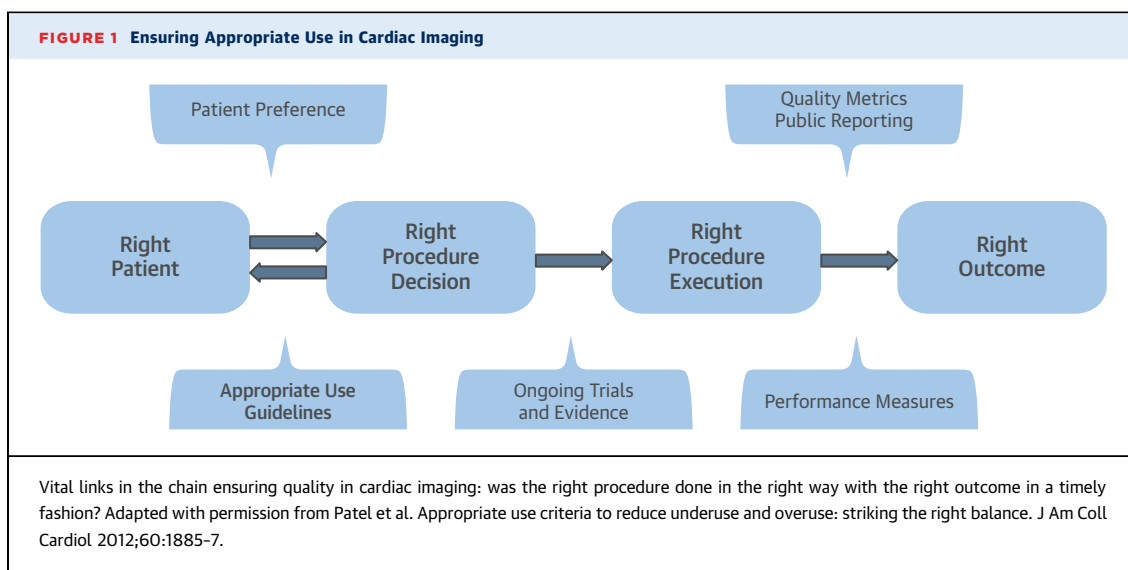 FIGURE 1 Ensuring Appropriate Use in Cardiac Imaging
Patient Preference
Quality Metrics
Public Reporting
Right
Patient
Right
Procedure
Decision
Right
Procedure
Execution
Right
Outcome
Appropriate Use
Guidelines
Ongoing Trials
and Evidence
Performance Measures
Vital links in the chain ensuring quality in cardiac imaging: was the right procedure done in the right way with the right outcome in a timely
fashion? Adapted with permission from Patel et al. Appropriate use criteria to reduce underuse and overuse: striking the right balance. J Am Coll
Cardiol 2012;60:1885–7.